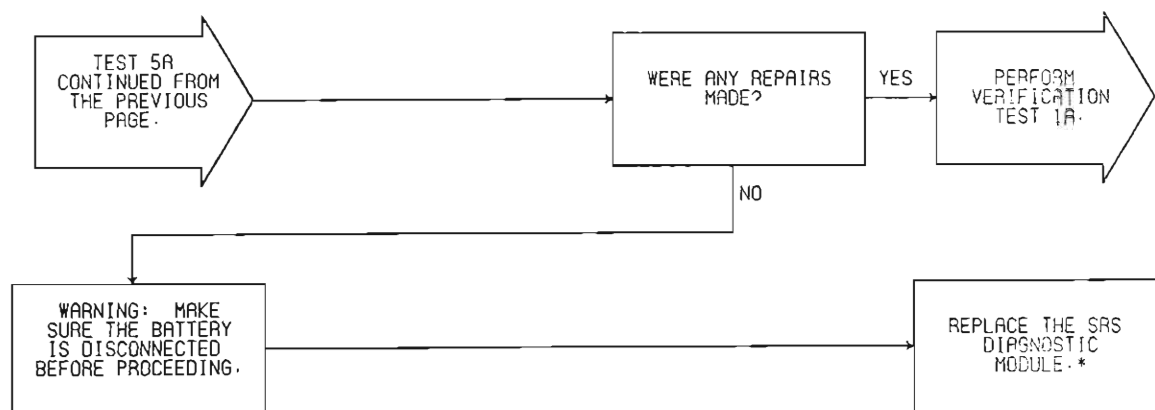 TEST 5A
CONTINUED FROM
THE PREVIOUS
PAGE.
WERE ANY REPAIRS
MADE?
YES
PERFORM
VERIFICATION
TEST 1A.
NO
WARNING: MAKE
SURE THE BATTERY
IS DISCONNECTED
BEFORE PROCEEDING.
REPLACE THE SRS
DIAGNOSTIC
MODULE.*